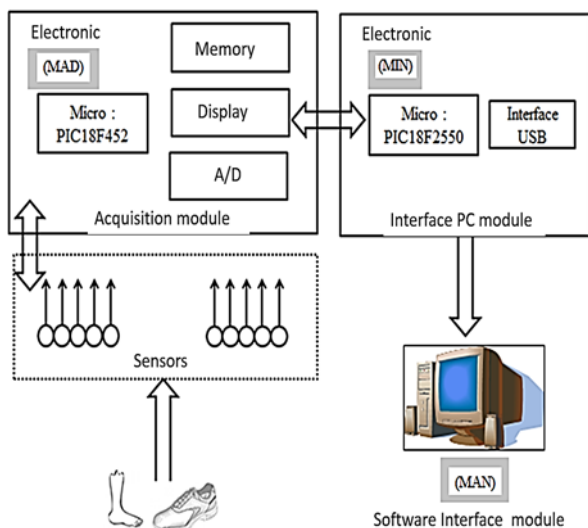 Electronic
(MAD)
Micro :
PIC18F452
Memory
Display
A/D
Acquisition module
Electronic
(MIN)
Micro :
PIC18F2550
Interface
USB
Interface PC module
Sensors
(MAN)
Software Interface module